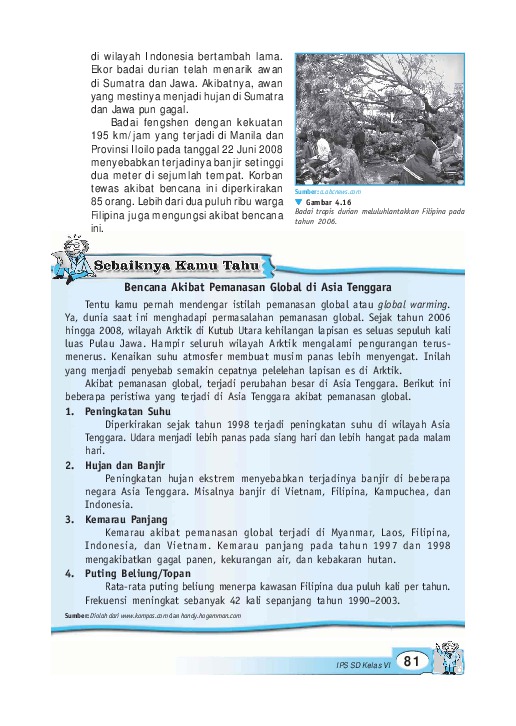 di wilayah Indonesia bertambah lama.
Ekor badai durian telah menarik awan
di Sumatra dan Jawa. Akibatnya, awan
yang mestinya menjadi hujan di Sumatra
dan Jawa pun gagal.
Badai fengshen dengan kekuatan
195 km/jam yang terjadi di Manila dan
Provinsi Iloilo pada tanggal 22 Juni 2008
menyebabkan terjadinya banjir setinggi
dua meter di sejumlah tempat. Korban
tewas akibat bencana ini diperkirakan
85 orang. Lebih dari dua puluh ribu warga
Filipina juga mengungsi akibat bencana
ini.
Sumber: a.abcnews.com
Gambar 4.16
Badai tropis durian meluluhlantakkan Filipina pada
tahun 2006.
Sebaiknya Kamu Tahu
Bencana Akibat Pemanasan Global di Asia Tenggara
Tentu kamu pernah mendengar istilah pemanasan global atau global warming.
Ya, dunia saat ini menghadapi permasalahan pemanasan global. Sejak tahun 2006
hingga 2008, wilayah Arktik di Kutub Utara kehilangan lapisan es seluas sepuluh kali
luas Pulau Jawa. Hampir seluruh wilayah Arktik mengalami pengurangan terus-
menerus. Kenaikan suhu atmosfer membuat musim panas lebih menyengat. Inilah
yang menjadi penyebab semakin cepatnya pelelehan lapisan es di Arktik.
Akibat pemanasan global, terjadi perubahan besar di Asia Tenggara. Berikut ini
beberapa peristiwa yang terjadi di Asia Tenggara akibat pemanasan global.
1. Peningkatan Suhu
Diperkirakan sejak tahun 1998 terjadi peningkatan suhu di wilayah Asia
Tenggara. Udara menjadi lebih panas pada siang hari dan lebih hangat pada malam
hari.
2. Hujan dan Banjir
Peningkatan hujan ekstrem menyebabkan terjadinya banjir di beberapa
negara Asia Tenggara. Misalnya banjir di Vietnam, Filipina, Kampuchea, dan
Indonesia.
3. Kemarau Panjang
Kemarau akibat pemanasan global terjadi di Myanmar, Laos, Filipina,
Indonesia, dan Vietnam. Kemarau panjang pada tahun 1997 dan 1998
mengakibatkan gagal panen, kekurangan air, dan kebakaran hutan.
4. Puting Beliung/Topan
Rata-rata puting beliung menerpa kawasan Filipina dua puluh kali per tahun.
Frekuensi meningkat sebanyak 42 kali sepanjang tahun 1990–2003.
Sumber: Diolah dari www.kompas.com dan handy.hagemman.com
IPS SD Kelas VI
81